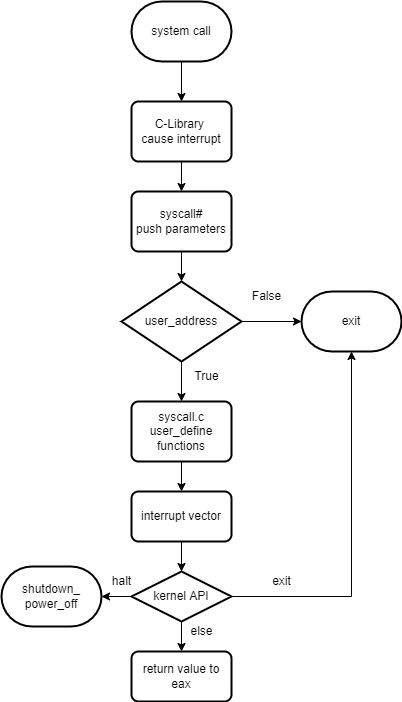 system call
C-Library
cause interrupt
syscall#
push parameters
user_address
False
exit
True
syscall.c
user_define
functions
interrupt vector
kernel API
halt
exit
shutdown_
power_off
else
return value to
eax